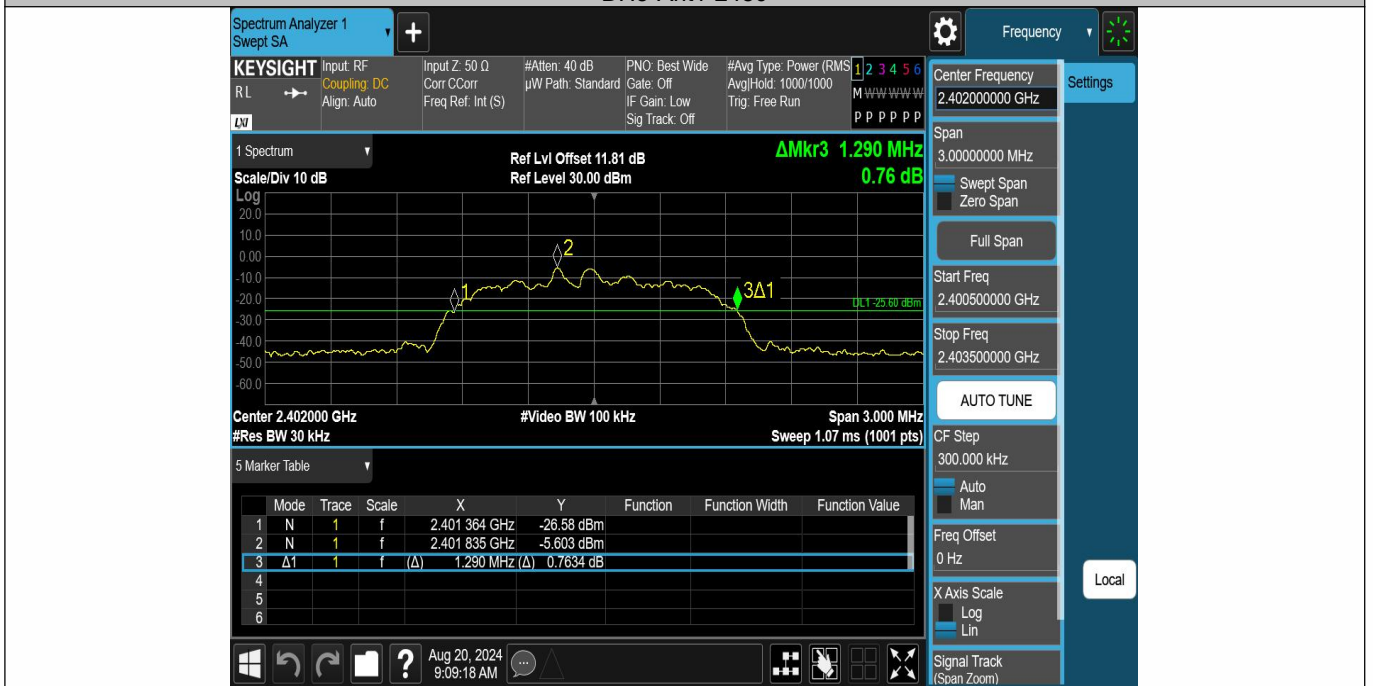 Spectrum Analyzer 1
Swept SA
Frequency
KEYSIGHT
RL
LXI
Input: RF
Coupling: DC
Align: Auto
Input Z: 50 Ω
Corr CCorr
Freq Ref: Int (S)
#Atten: 40 dB
µW Path: Standard
PNO: Best Wide
Gate: Off
IF Gain: Low
Sig Track: Off
#Avg Type: Power (RMS
Avg|Hold: 1000/1000
Trig: Free Run
1 2 3 4 5 6
M W W W W W
P P P P P P
1 Spectrum
Scale/Div 10 dB
Ref Lvl Offset 11.81 dB
Ref Level 30.00 dBm
ΔMkr3 1.290 MHz
0.76 dB
Log
20.0
10.0
0.00
-10.0
-20.0
-30.0
-40.0
-50.0
-60.0
1
2
3Δ1
DL1 -25.60 dBm
Center 2.402000 GHz
#Res BW 30 kHz
#Video BW 100 kHz
Span 3.000 MHz
Sweep 1.07 ms (1001 pts)
5 Marker Table
Mode Trace Scale X Y Function Function Width Function Value
1 N 1 f 2.401 364 GHz -26.58 dBm
2 N 1 f 2.401 835 GHz -5.603 dBm
3 Δ1 1 f (Δ) 1.290 MHz (Δ) 0.7634 dB
4
5
6
Aug 20, 2024
9:09:18 AM
Center Frequency
2.402000000 GHz
Span
3.00000000 MHz
Swept Span
Zero Span
Full Span
Start Freq
2.400500000 GHz
Stop Freq
2.403500000 GHz
AUTO TUNE
CF Step
300.000 kHz
Auto
Man
Freq Offset
0 Hz
X Axis Scale
Log
Lin
Signal Track
(Span Zoom)
Settings
Local